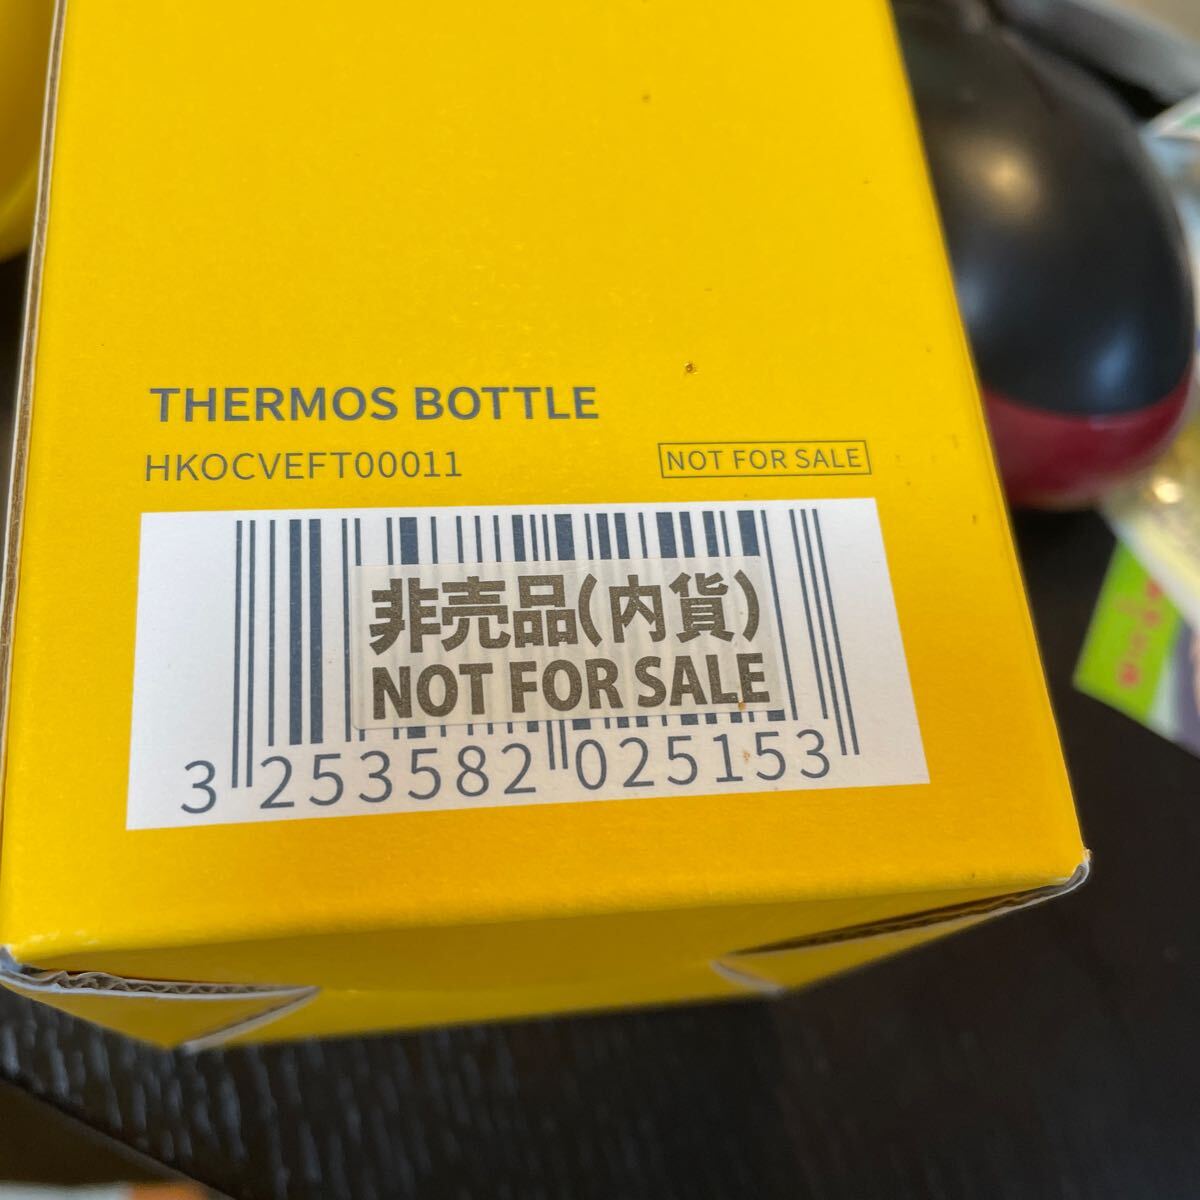 THERMOS BOTTLE
HKOCVEFT00011
NOT FOR SALE
非売品(内貨)
NOT FOR SALE
3 253582 025153